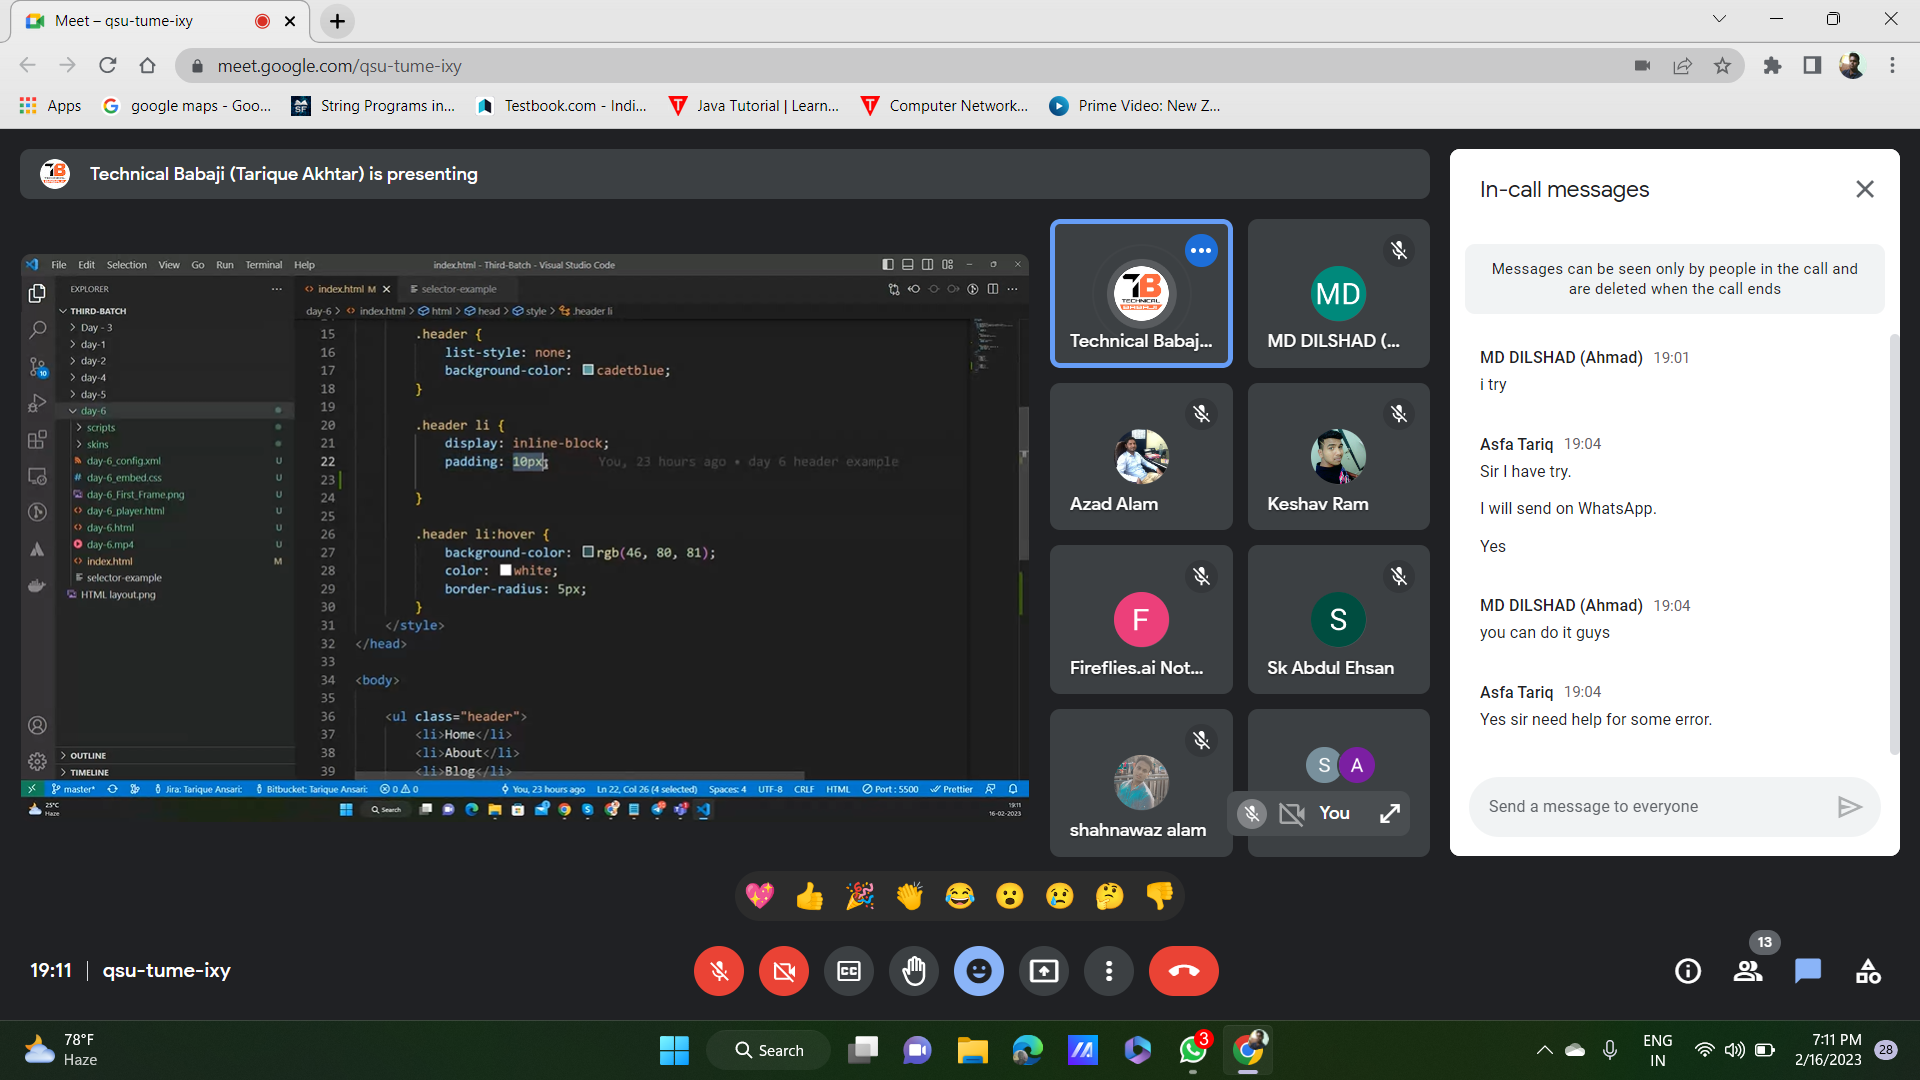 Meet – qsu-tume-ixy
meet.google.com/qsu-tume-ixy
Apps
google maps - Goo...
String Programs in...
Testbook.com - Indi...
Java Tutorial | Learn...
Computer Network...
Prime Video: New Z...
Technical Babaji (Tarique Akhtar) is presenting
File Edit Selection View Go Run Terminal Help
index.html - Third-Batch - Visual Studio Code
EXPLORER
index.html M
selector-example
day-6 > index.html > html > head > style > .header li
THIRD-BATCH
Day - 3
day-1
day-2
day-4
day-5
day-6
scripts
skins
day-6_config.xml U
day-6_embed.css U
day-6_First_Frame.png U
day-6_player.html U
day-6.html U
day-6.mp4 U
index.html M
selector-example
HTML layout.png
OUTLINE
TIMELINE
10
15 .header {
16 list-style: none;
17 background-color: cadetblue;
18 }
19
20 .header li {
21 display: inline-block;
22 padding: 10px; You, 23 hours ago • day 6 header example
23
24 }
25
26 .header li:hover {
27 background-color: rgb(46, 80, 81);
28 color: white;
29 border-radius: 5px;
30 }
31 </style>
32 </head>
33
34 <body>
35
36 <ul class="header">
37 <li>Home</li>
38 <li>About</li>
39 <li>Blog</li>
master*
Jira: Tarique Ansari:
Bitbucket: Tarique Ansari:
0 0
You, 23 hours ago
Ln 22, Col 26 (4 selected)
Spaces: 4
UTF-8
CRLF
HTML
Port : 5500
Prettier
25°C
Haze
Search
19:11
16-02-2023
TB
TECHNICAL
BABAJI
Technical Babaj...
MD
MD DILSHAD (...
Azad Alam
Keshav Ram
F
Fireflies.ai Not...
S
Sk Abdul Ehsan
shahnawaz alam
S A
You
In-call messages
Messages can be seen only by people in the call and
are deleted when the call ends
MD DILSHAD (Ahmad) 19:01
i try
Asfa Tariq 19:04
Sir I have try.
I will send on WhatsApp.
Yes
MD DILSHAD (Ahmad) 19:04
you can do it guys
Asfa Tariq 19:04
Yes sir need help for some error.
Send a message to everyone
19:11 | qsu-tume-ixy
CC
13
78°F
Haze
Search
3
ENG
IN
7:11 PM
2/16/2023
28